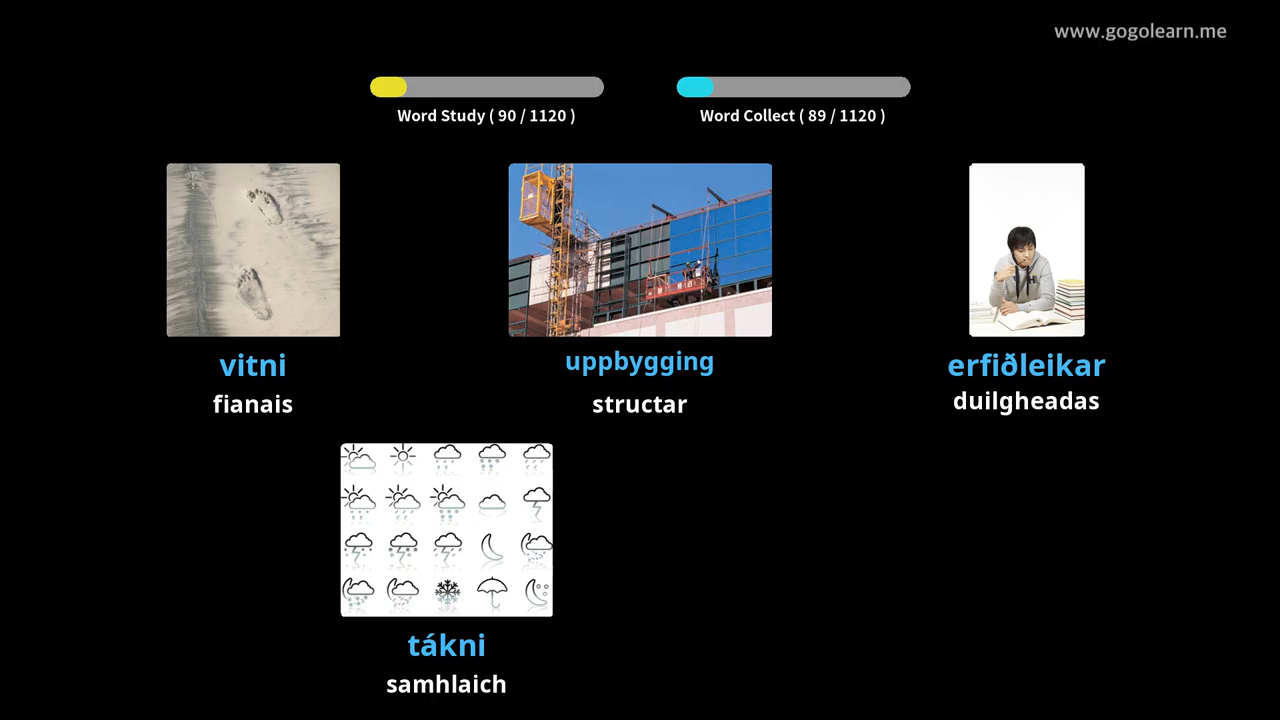 www.gogolearn.me
Word Study ( 90 / 1120 )
Word Collect ( 89 / 1120 )
vitni
fianais
uppbygging
structar
erfiðleikar
duilgheadas
tákni
samhlaich